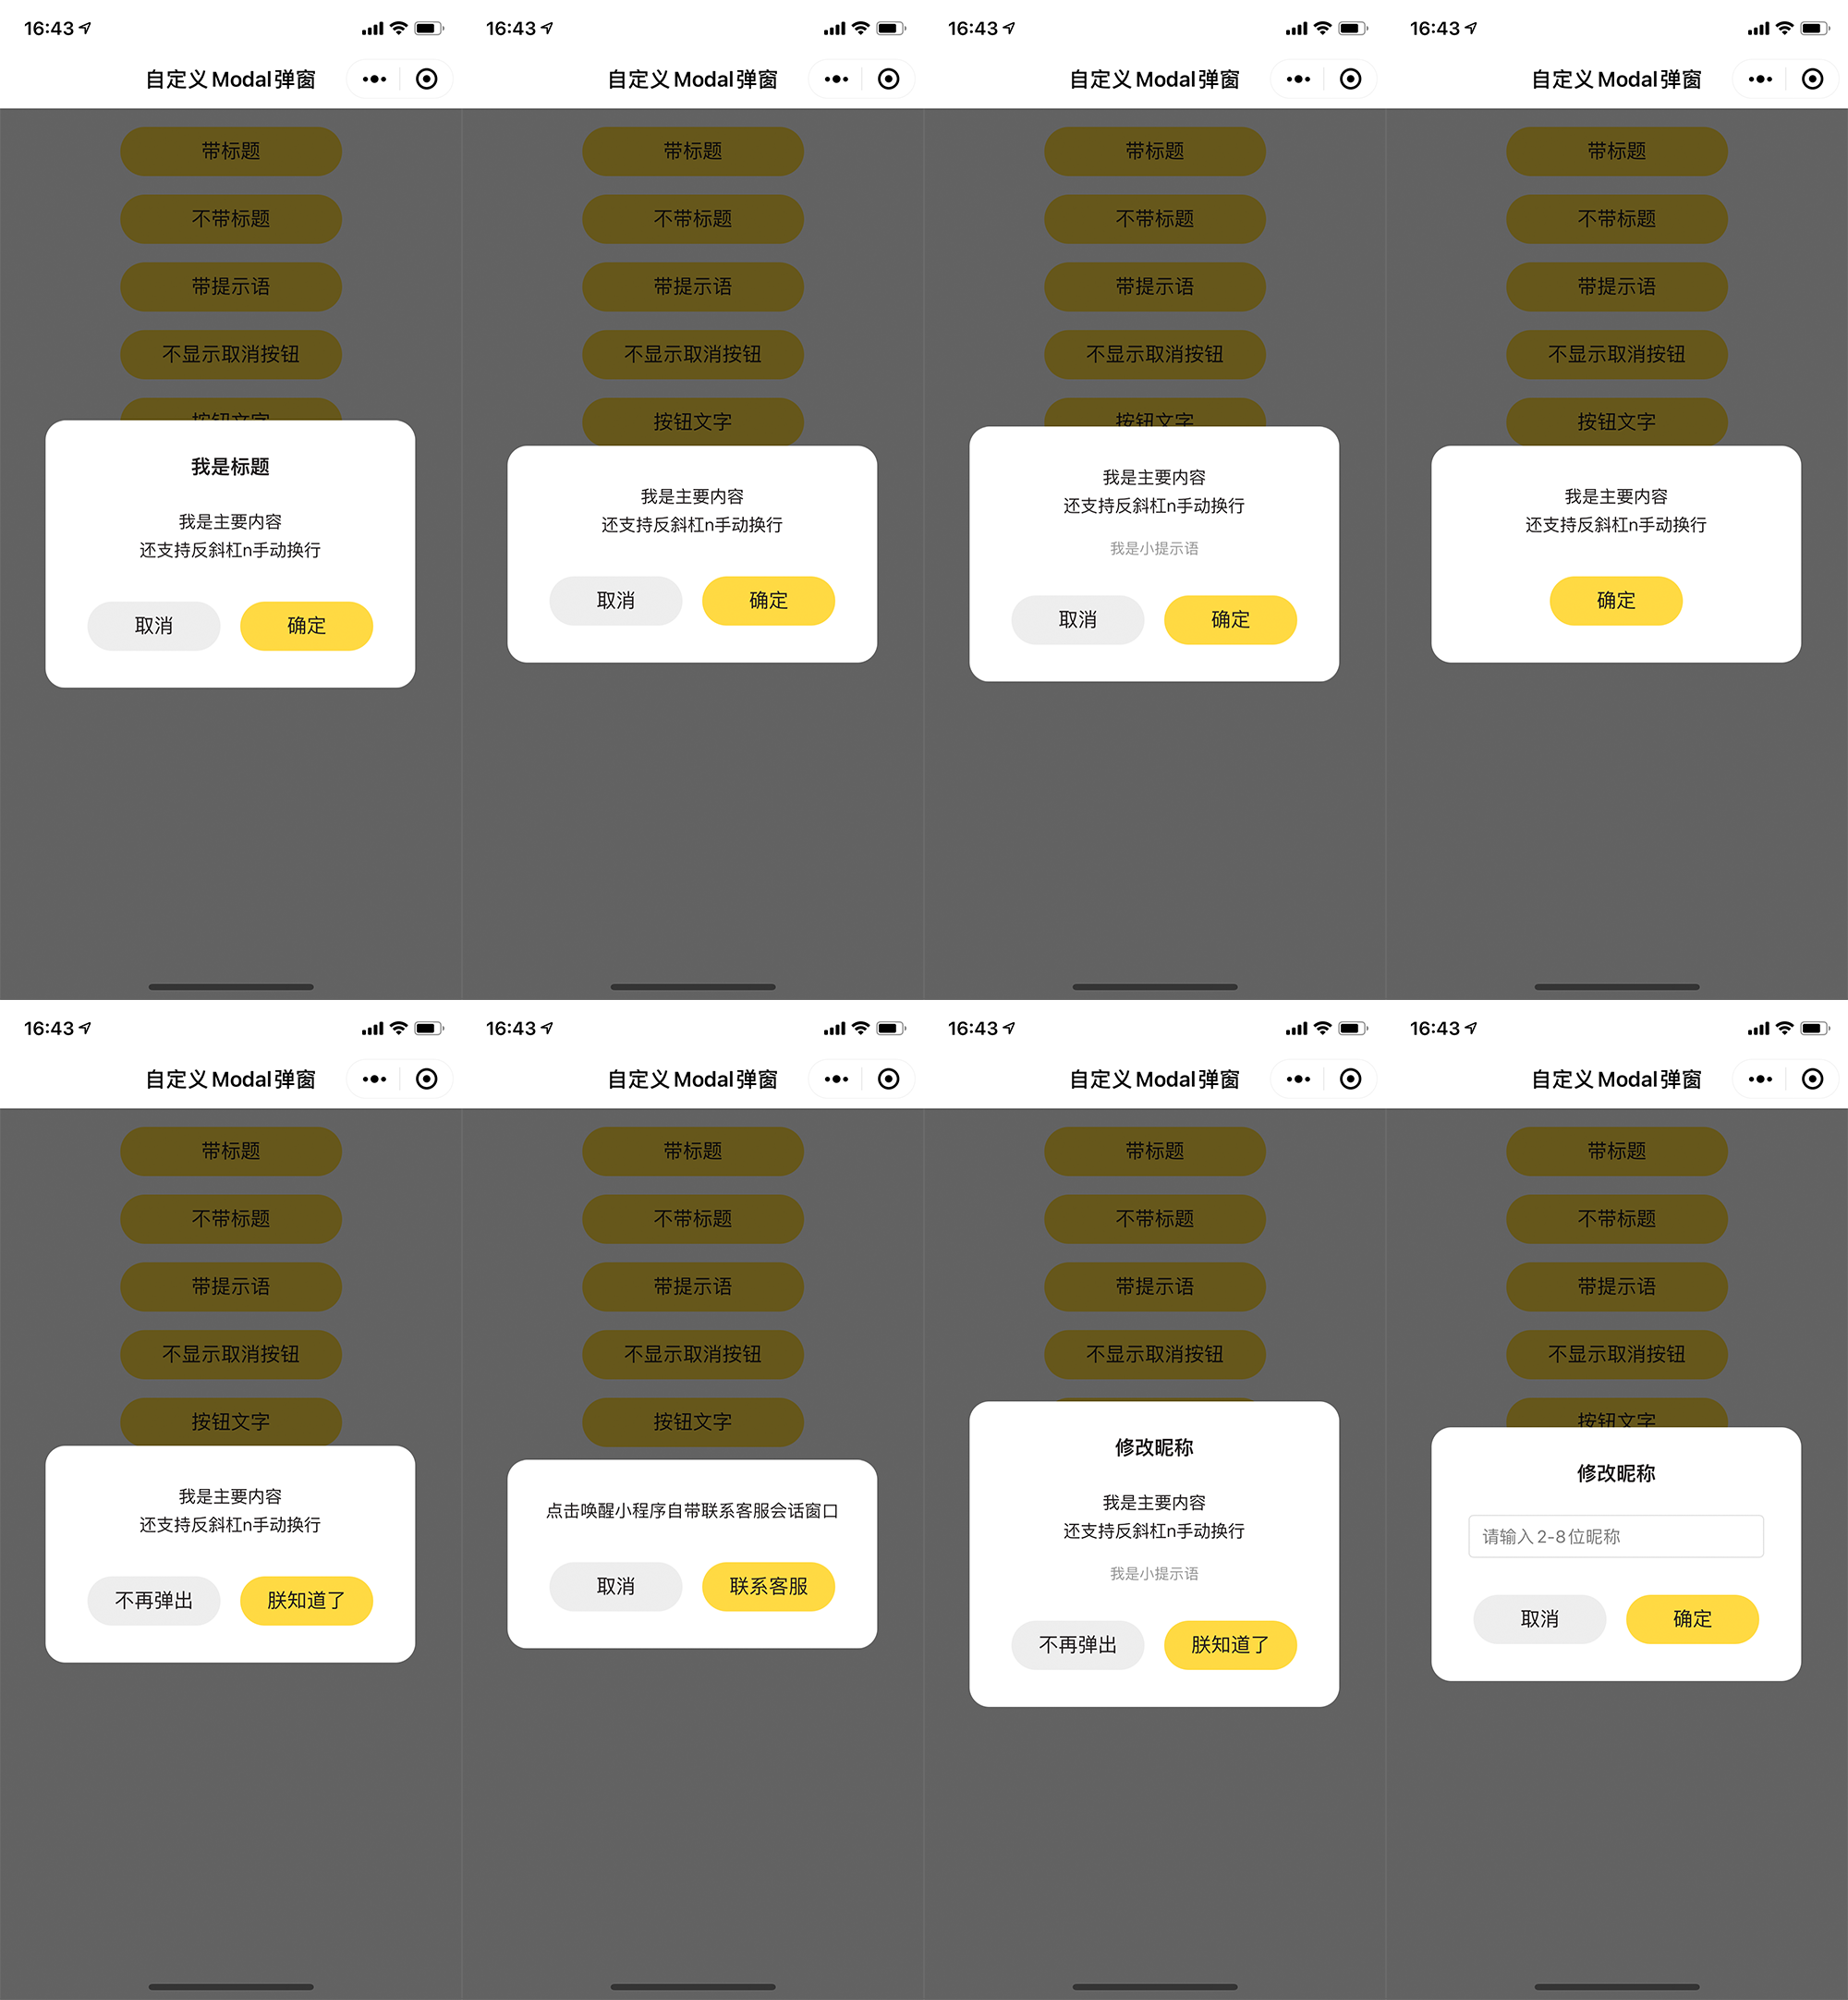 16:43
自定义 Modal弹窗
带标题
不带标题
带提示语
不显示取消按钮
按钮文字
我是标题
我是主要内容
还支持反斜杠n手动换行
取消
确定
16:43
自定义 Modal弹窗
带标题
不带标题
带提示语
不显示取消按钮
按钮文字
我是主要内容
还支持反斜杠n手动换行
取消
确定
16:43
自定义 Modal弹窗
带标题
不带标题
带提示语
不显示取消按钮
按钮文字
我是主要内容
还支持反斜杠n手动换行
我是小提示语
取消
确定
16:43
自定义 Modal弹窗
带标题
不带标题
带提示语
不显示取消按钮
按钮文字
我是主要内容
还支持反斜杠n手动换行
确定
16:43
自定义 Modal弹窗
带标题
不带标题
带提示语
不显示取消按钮
按钮文字
我是主要内容
还支持反斜杠n手动换行
不再弹出
朕知道了
16:43
自定义 Modal弹窗
带标题
不带标题
带提示语
不显示取消按钮
按钮文字
点击唤醒小程序自带联系客服会话窗口
取消
联系客服
16:43
自定义 Modal弹窗
带标题
不带标题
带提示语
不显示取消按钮
修改昵称
我是主要内容
还支持反斜杠n手动换行
我是小提示语
不再弹出
朕知道了
16:43
自定义 Modal弹窗
带标题
不带标题
带提示语
不显示取消按钮
按钮文字
修改昵称
请输入 2-8 位昵称
取消
确定